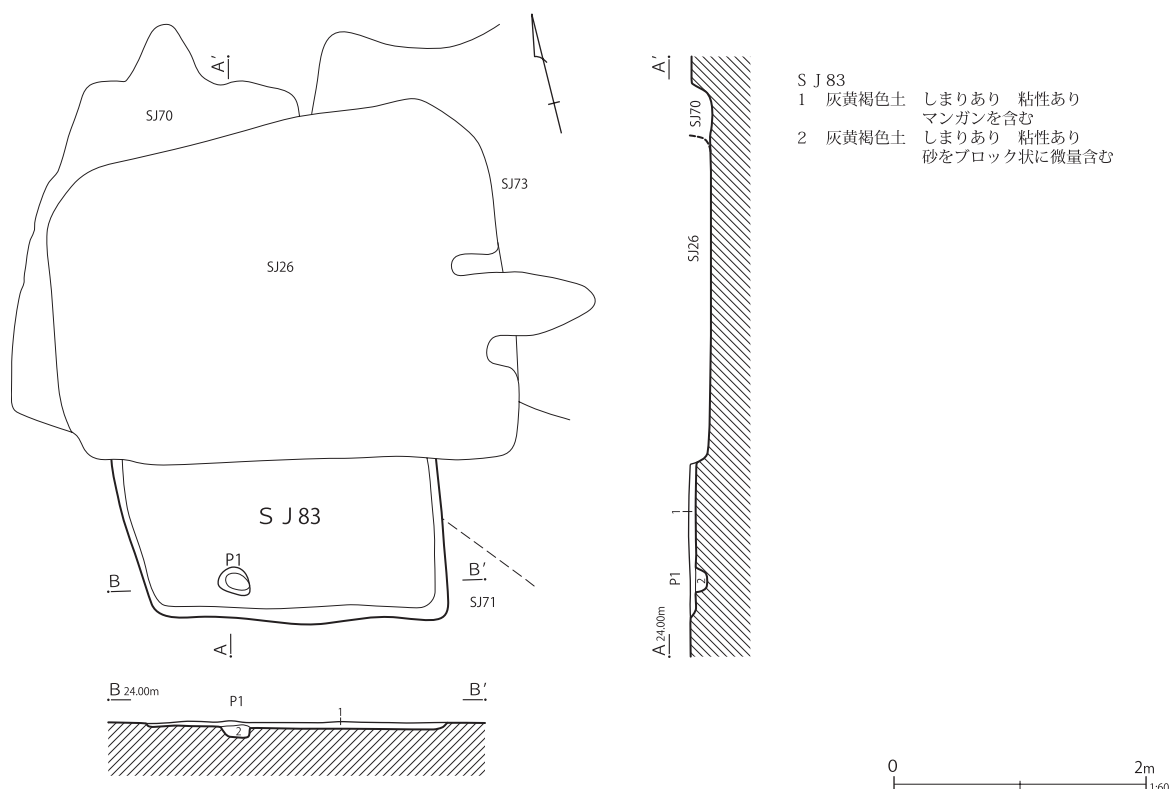 A′
SJ70
SJ73
SJ26
S J 83
P1
B
B′
SJ71
A
B 24.00m
P1
B′
1
2
A′
SJ70
SJ26
1
P1
2
A 24.00m
S J 83
1 灰黄褐色土 しまりあり 粘性あり
マンガンを含む
2 灰黄褐色土 しまりあり 粘性あり
砂をブロック状に微量含む
0
2m
1:60